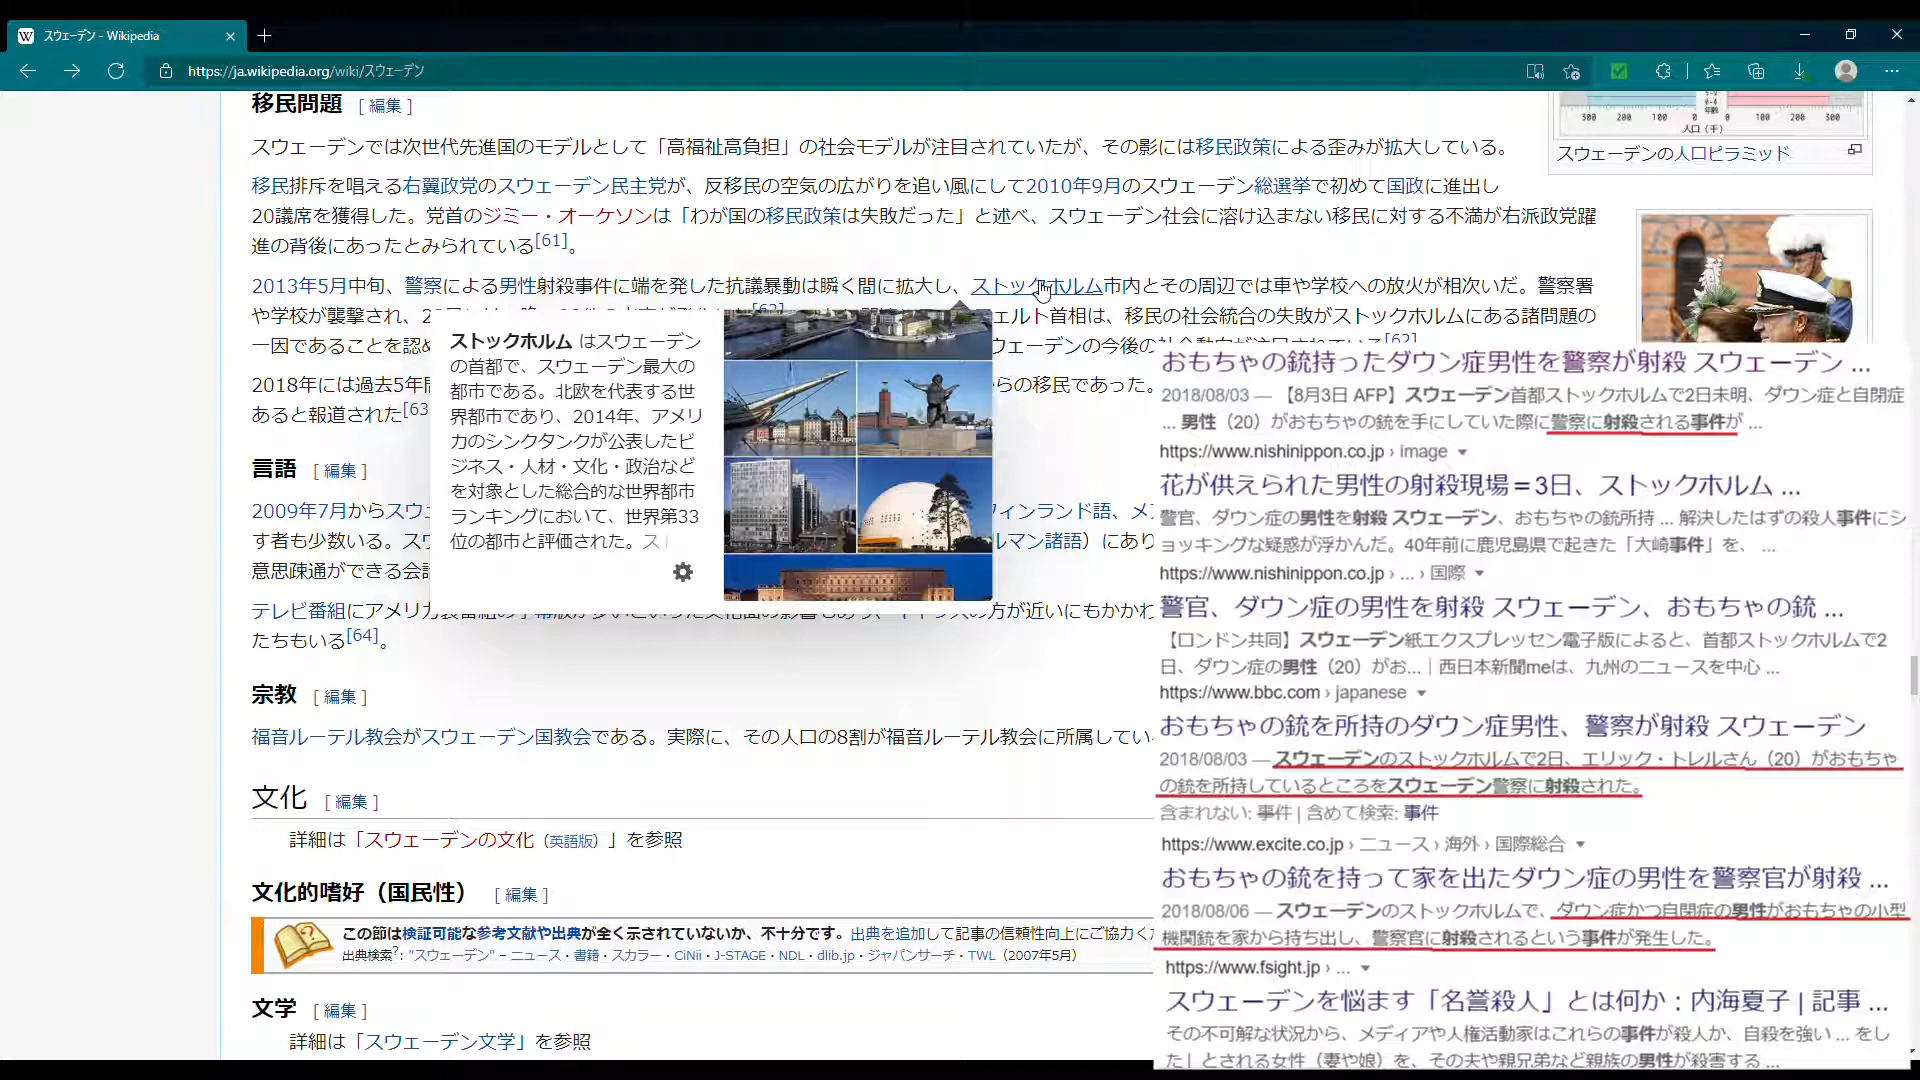 スウェーデン - Wikipedia
https://ja.wikipedia.org/wiki/スウェーデン
移民問題 [ 編集 ]
スウェーデンでは次世代先進国のモデルとして「高福祉高負担」の社会モデルが注目されていたが、その影には移民政策による歪みが拡大している。
移民排斥を唱える右翼政党のスウェーデン民主党が、反移民の空気の広がりを追い風にして2010年9月のスウェーデン総選挙で初めて国政に進出し
20議席を獲得した。党首のジミー・オーケソンは「わが国の移民政策は失敗だった」と述べ、スウェーデン社会に溶け込まない移民に対する不満が右派政党躍
進の背後にあったとみられている[61]。
2013年5月中旬、警察による男性射殺事件に端を発した抗議暴動は瞬く間に拡大し、ストックホルム市内とその周辺では車や学校への放火が相次いだ。警察署
や学校が襲撃され、
ェルト首相は、移民の社会統合の失敗がストックホルムにある諸問題の
一因であることを認め
ウェーデンの今後の社会動向が注目されている[62]
2018年には過去5年間
らの移民であった。
あると報道された[63
言語 [ 編集 ]
2009年7月からスウェ
ィンランド語、メ
す者も少数いる。スウ
ルマン諸語）にあり
意思疎通ができる会話
テレビ番組にアメリカ製番組の字幕版が多いといった文化面の影響もあり、イギリスの方が近いにもかかわ
たちもいる[64]。
宗教 [ 編集 ]
福音ルーテル教会がスウェーデン国教会である。実際に、その人口の8割が福音ルーテル教会に所属してい
文化 [ 編集 ]
詳細は「スウェーデンの文化（英語版）」を参照
文化的嗜好（国民性） [ 編集 ]
この節は検証可能な参考文献や出典が全く示されていないか、不十分です。出典を追加して記事の信頼性向上にご協力く
出典検索?: "スウェーデン" – ニュース・書籍・スカラー・CiNii・J-STAGE・NDL・dlib.jp・ジャパンサーチ・TWL（2007年5月）
文学 [ 編集 ]
詳細は「スウェーデン文学」を参照
ストックホルム はスウェーデン
の首都で、スウェーデン最大の
都市である。北欧を代表する世
界都市であり、2014年、アメリ
カのシンクタンクが公表したビ
ジネス・人材・文化・政治など
を対象とした総合的な世界都市
ランキングにおいて、世界第33
位の都市と評価された。ス
0-4
年齢
300 200 100 0 0 100 200 300
人口（千）
スウェーデンの人口ピラミッド
おもちゃの銃持ったダウン症男性を警察が射殺 スウェーデン ...
2018/08/03 — 【8月3日 AFP】スウェーデン首都ストックホルムで2日未明、ダウン症と自閉症
... 男性（20）がおもちゃの銃を手にしていた際に警察に射殺される事件が ...
https://www.nishinippon.co.jp › image
花が供えられた男性の射殺現場＝3日、ストックホルム ...
警官、ダウン症の男性を射殺 スウェーデン、おもちゃの銃所持 ... 解決したはずの殺人事件にシ
ョッキングな疑惑が浮かんだ。40年前に鹿児島県で起きた「大崎事件」を、 ...
https://www.nishinippon.co.jp › ... › 国際
警官、ダウン症の男性を射殺 スウェーデン、おもちゃの銃 ...
【ロンドン共同】スウェーデン紙エクスプレッセン電子版によると、首都ストックホルムで2
日、ダウン症の男性（20）がお... | 西日本新聞meは、九州のニュースを中心 ...
https://www.bbc.com › japanese
おもちゃの銃を所持のダウン症男性、警察が射殺 スウェーデン
2018/08/03 — スウェーデンのストックホルムで2日、エリック・トレルさん（20）がおもちゃ
の銃を所持しているところをスウェーデン警察に射殺された。
含まれない: 事件 | 含めて検索: 事件
https://www.excite.co.jp › ニュース › 海外 › 国際総合
おもちゃの銃を持って家を出たダウン症の男性を警察官が射殺 ...
2018/08/06 — スウェーデンのストックホルムで、ダウン症かつ自閉症の男性がおもちゃの小型
機関銃を家から持ち出し、警察官に射殺されるという事件が発生した。
https://www.fsight.jp › ...
スウェーデンを悩ます「名誉殺人」とは何か：内海夏子 | 記事 ...
その不可解な状況から、メディアや人権活動家はこれらの事件が殺人か、自殺を強い ... をし
た」とされる女性（妻や娘）を、その夫や親兄弟など親族の男性が殺害する ...